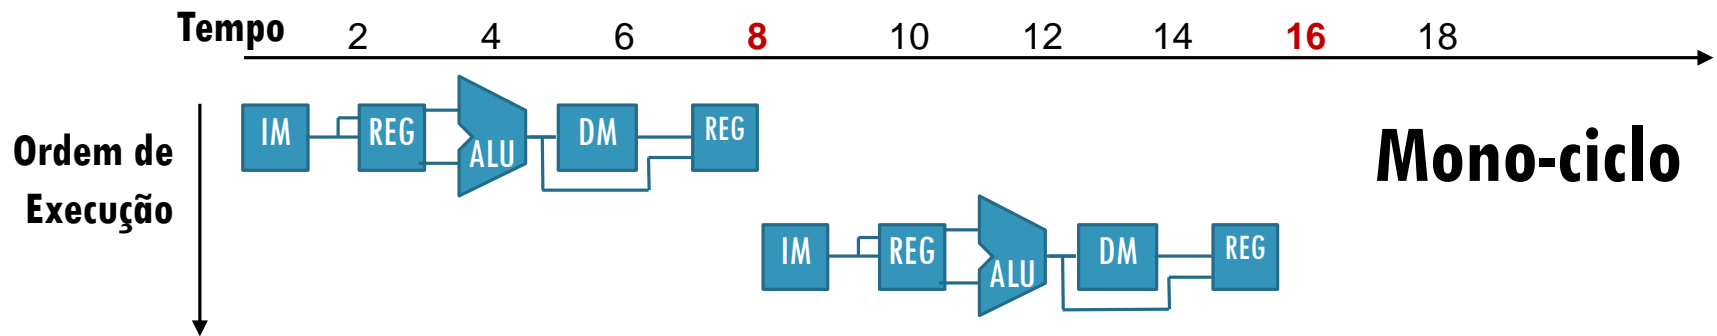 Tempo 2 4 6 8 10 12 14 16 18
Ordem de
Execução
IM REG ALU DM REG
Mono-ciclo
IM REG ALU DM REG